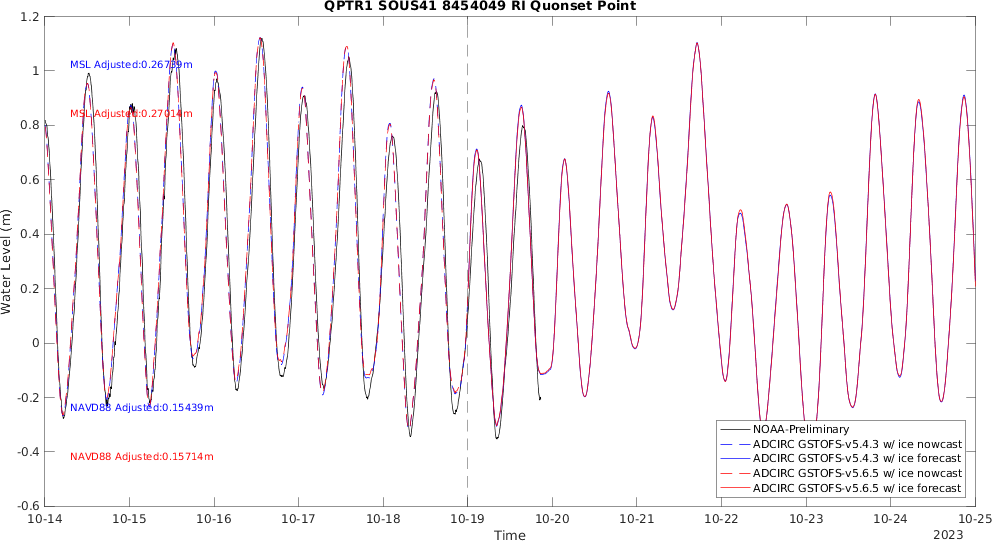 QPTR1 SOUS41 8454049 RI Quonset Point
1.2
1
0.8
0.6
0.4
0.2
0
-0.2
-0.4
-0.6
Water Level (m)
MSL Adjusted:0.26739m
MSL Adjusted:0.27014m
NAVD88 Adjusted:0.15439m
NAVD88 Adjusted:0.15714m
NOAA-Preliminary
ADCIRC GSTOFS-v5.4.3 w/ ice nowcast
ADCIRC GSTOFS-v5.4.3 w/ ice forecast
ADCIRC GSTOFS-v5.6.5 w/ ice nowcast
ADCIRC GSTOFS-v5.6.5 w/ ice forecast
10-14 10-15 10-16 10-17 10-18 10-19 10-20 10-21 10-22 10-23 10-24 10-25
Time
2023